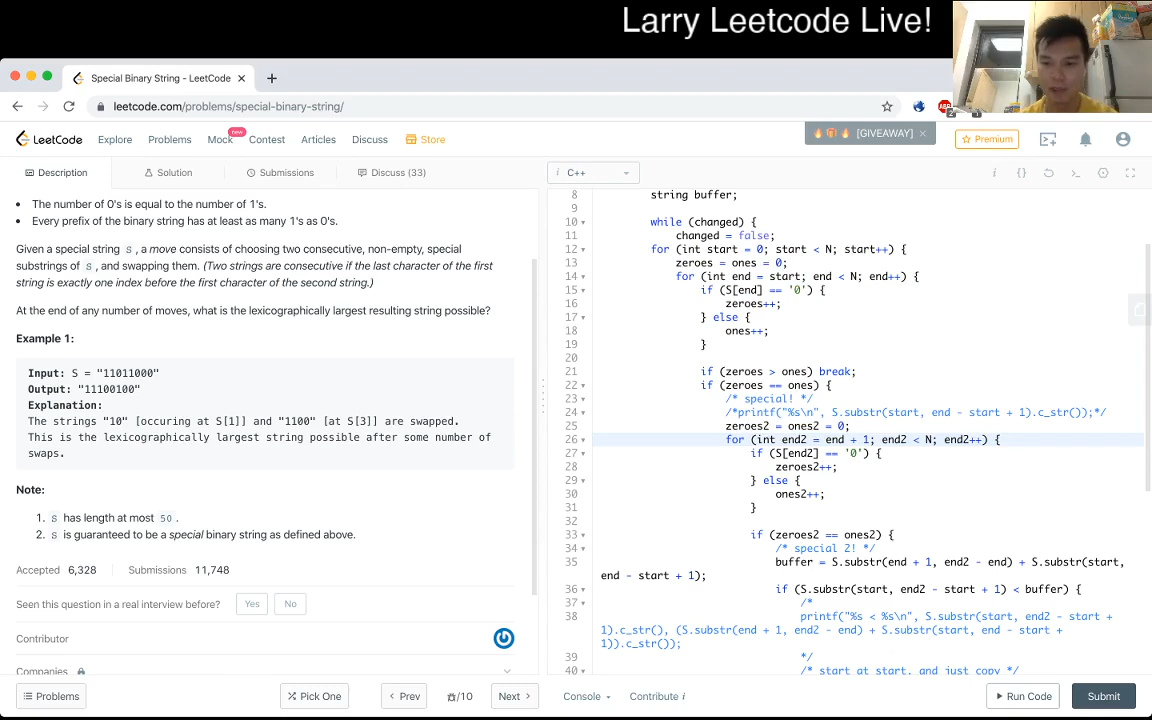 Larry Leetcode Live!
Special Binary String - LeetCode
leetcode.com/problems/special-binary-string/
LeetCode Explore Problems Mock new Contest Articles Discuss Store
[GIVEAWAY] ×
Premium
Description Solution Submissions Discuss (33)
i C++
• The number of 0's is equal to the number of 1's.
• Every prefix of the binary string has at least as many 1's as 0's.
Given a special string S, a move consists of choosing two consecutive, non-empty, special
substrings of S, and swapping them. (Two strings are consecutive if the last character of the first
string is exactly one index before the first character of the second string.)
At the end of any number of moves, what is the lexicographically largest resulting string possible?
Example 1:
Input: S = "11011000"
Output: "11100100"
Explanation:
The strings "10" [occuring at S[1]] and "1100" [at S[3]] are swapped.
This is the lexicographically largest string possible after some number of
swaps.
Note:
1. S has length at most 50.
2. S is guaranteed to be a special binary string as defined above.
Accepted 6,328 Submissions 11,748
Seen this question in a real interview before? Yes No
Contributor
Companies
Problems Pick One < Prev /10 Next >
8 string buffer;
9
10 while (changed) {
11 changed = false;
12 for (int start = 0; start < N; start++) {
13 zeroes = ones = 0;
14 for (int end = start; end < N; end++) {
15 if (S[end] == '0') {
16 zeroes++;
17 } else {
18 ones++;
19 }
20
21 if (zeroes > ones) break;
22 if (zeroes == ones) {
23 /* special! */
24 /*printf("%s\n", S.substr(start, end - start + 1).c_str());*/
25 zeroes2 = ones2 = 0;
26 for (int end2 = end + 1; end2 < N; end2++) {
27 if (S[end2] == '0') {
28 zeroes2++;
29 } else {
30 ones2++;
31 }
32
33 if (zeroes2 == ones2) {
34 /* special 2! */
35 buffer = S.substr(end + 1, end2 - end) + S.substr(start,
end - start + 1);
36 if (S.substr(start, end2 - start + 1) < buffer) {
37 /*
38 printf("%s < %s\n", S.substr(start, end2 - start +
1).c_str(), (S.substr(end + 1, end2 - end) + S.substr(start, end - start +
1)).c_str());
39 */
40 /* start at start, and just copy */
Console Contribute i Run Code Submit